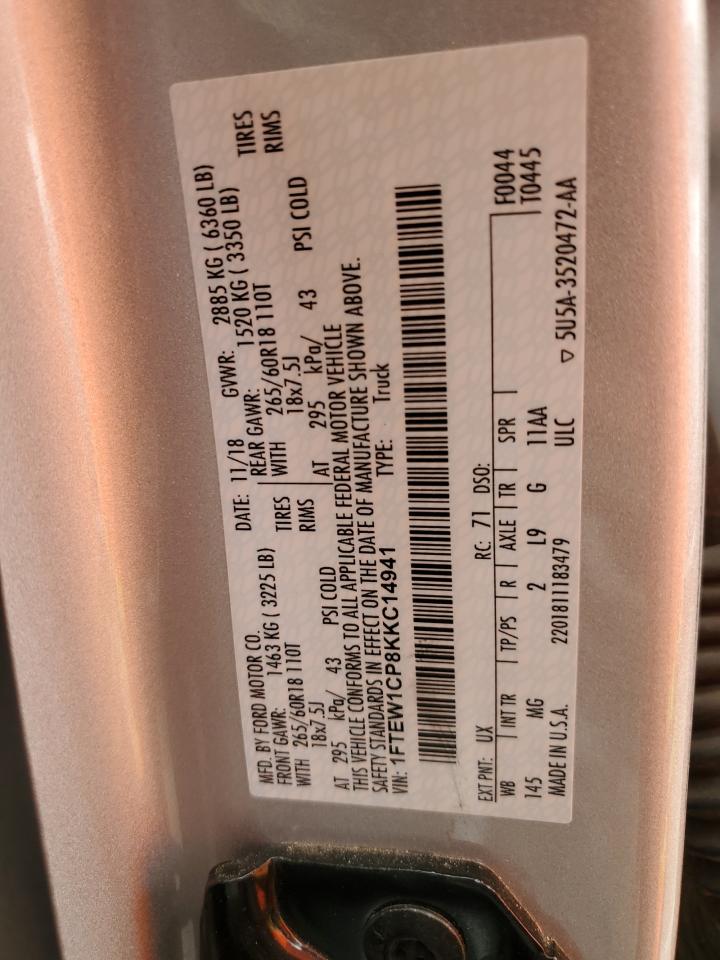 MFD. BY FORD MOTOR CO. DATE: 11/18 GVWR: 2885 KG ( 6360 LB)
FRONT GAWR: 1463 KG ( 3225 LB) REAR GAWR: 1520 KG ( 3350 LB)
WITH 265/60R18 110T TIRES WITH 265/60R18 110T TIRES
18x7.5J RIMS 18x7.5J RIMS
AT 295 kPa/ 43 PSI COLD AT 295 kPa/ 43 PSI COLD
THIS VEHICLE CONFORMS TO ALL APPLICABLE FEDERAL MOTOR VEHICLE
SAFETY STANDARDS IN EFFECT ON THE DATE OF MANUFACTURE SHOWN ABOVE.
VIN: 1FTEW1CP8KKC14941 TYPE: Truck
EXT PNT: UX RC: 71 DSO: F0044
WB INT TR TP/PS R AXLE TR SPR T0445
145 MG 2 L9 G 11AA
MADE IN U.S.A. 2201811183479 ULC ▽ 5U5A-3520472-AA